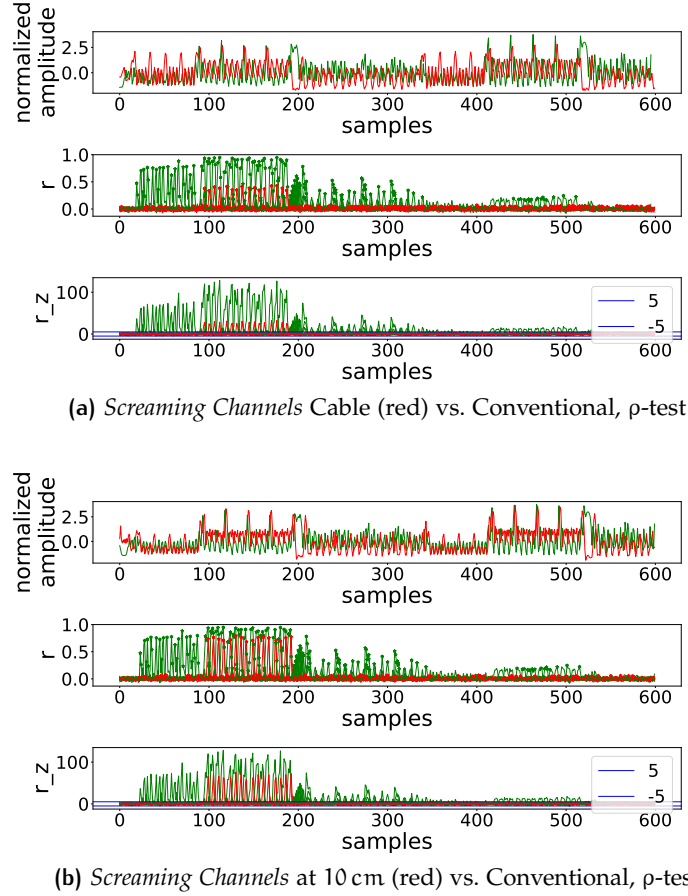 normalized
amplitude
2.5
0.0
0 100 200 300 400 500 600
samples
r
1.0
0.5
0.0
0 100 200 300 400 500 600
samples
r_z
100
0
5
-5
0 100 200 300 400 500 600
samples
(a) Screaming Channels Cable (red) vs. Conventional, ρ-test
normalized
amplitude
2.5
0.0
0 100 200 300 400 500 600
samples
r
1.0
0.5
0.0
0 100 200 300 400 500 600
samples
r_z
100
0
5
-5
0 100 200 300 400 500 600
samples
(b) Screaming Channels at 10 cm (red) vs. Conventional, ρ-tes